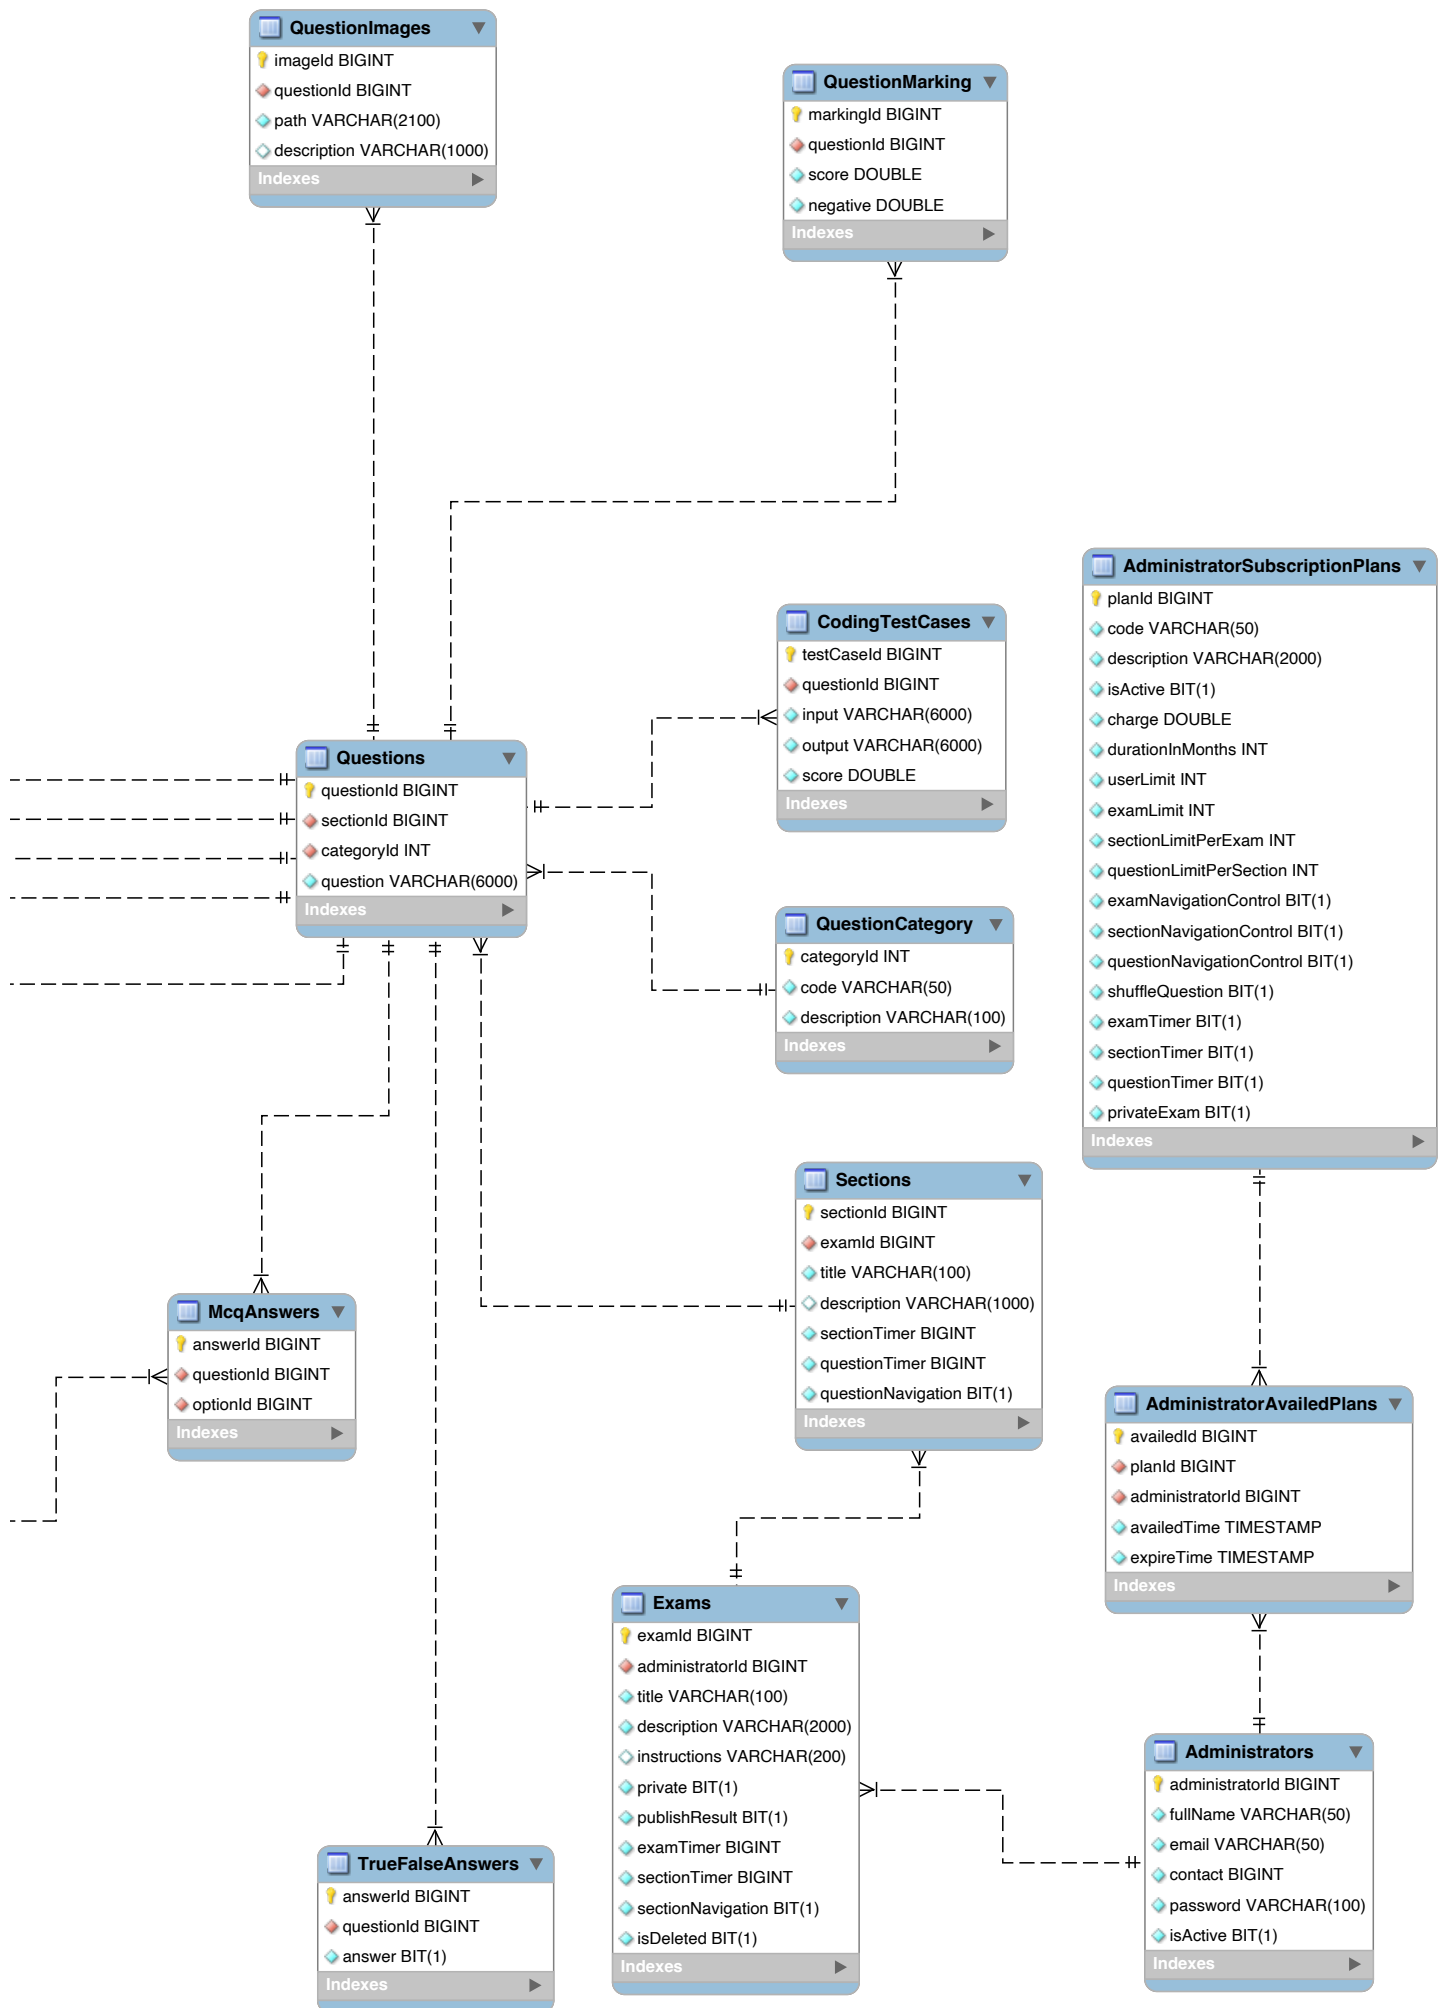 QuestionImages
imageId BIGINT
questionId BIGINT
path VARCHAR(2100)
description VARCHAR(1000)
Indexes
QuestionMarking
markingId BIGINT
questionId BIGINT
score DOUBLE
negative DOUBLE
Indexes
AdministratorSubscriptionPlans
planId BIGINT
code VARCHAR(50)
description VARCHAR(2000)
isActive BIT(1)
charge DOUBLE
durationInMonths INT
userLimit INT
examLimit INT
sectionLimitPerExam INT
questionLimitPerSection INT
examNavigationControl BIT(1)
sectionNavigationControl BIT(1)
questionNavigationControl BIT(1)
shuffleQuestion BIT(1)
examTimer BIT(1)
sectionTimer BIT(1)
questionTimer BIT(1)
privateExam BIT(1)
Indexes
CodingTestCases
testCaseId BIGINT
questionId BIGINT
input VARCHAR(6000)
output VARCHAR(6000)
score DOUBLE
Indexes
Questions
questionId BIGINT
sectionId BIGINT
categoryId INT
question VARCHAR(6000)
Indexes
QuestionCategory
categoryId INT
code VARCHAR(50)
description VARCHAR(100)
Indexes
Sections
sectionId BIGINT
examId BIGINT
title VARCHAR(100)
description VARCHAR(1000)
sectionTimer BIGINT
questionTimer BIGINT
questionNavigation BIT(1)
Indexes
McqAnswers
answerId BIGINT
questionId BIGINT
optionId BIGINT
Indexes
AdministratorAvailedPlans
availedId BIGINT
planId BIGINT
administratorId BIGINT
availedTime TIMESTAMP
expireTime TIMESTAMP
Indexes
Exams
examId BIGINT
administratorId BIGINT
title VARCHAR(100)
description VARCHAR(2000)
instructions VARCHAR(200)
private BIT(1)
publishResult BIT(1)
examTimer BIGINT
sectionTimer BIGINT
sectionNavigation BIT(1)
isDeleted BIT(1)
Indexes
Administrators
administratorId BIGINT
fullName VARCHAR(50)
email VARCHAR(50)
contact BIGINT
password VARCHAR(100)
isActive BIT(1)
Indexes
TrueFalseAnswers
answerId BIGINT
questionId BIGINT
answer BIT(1)
Indexes